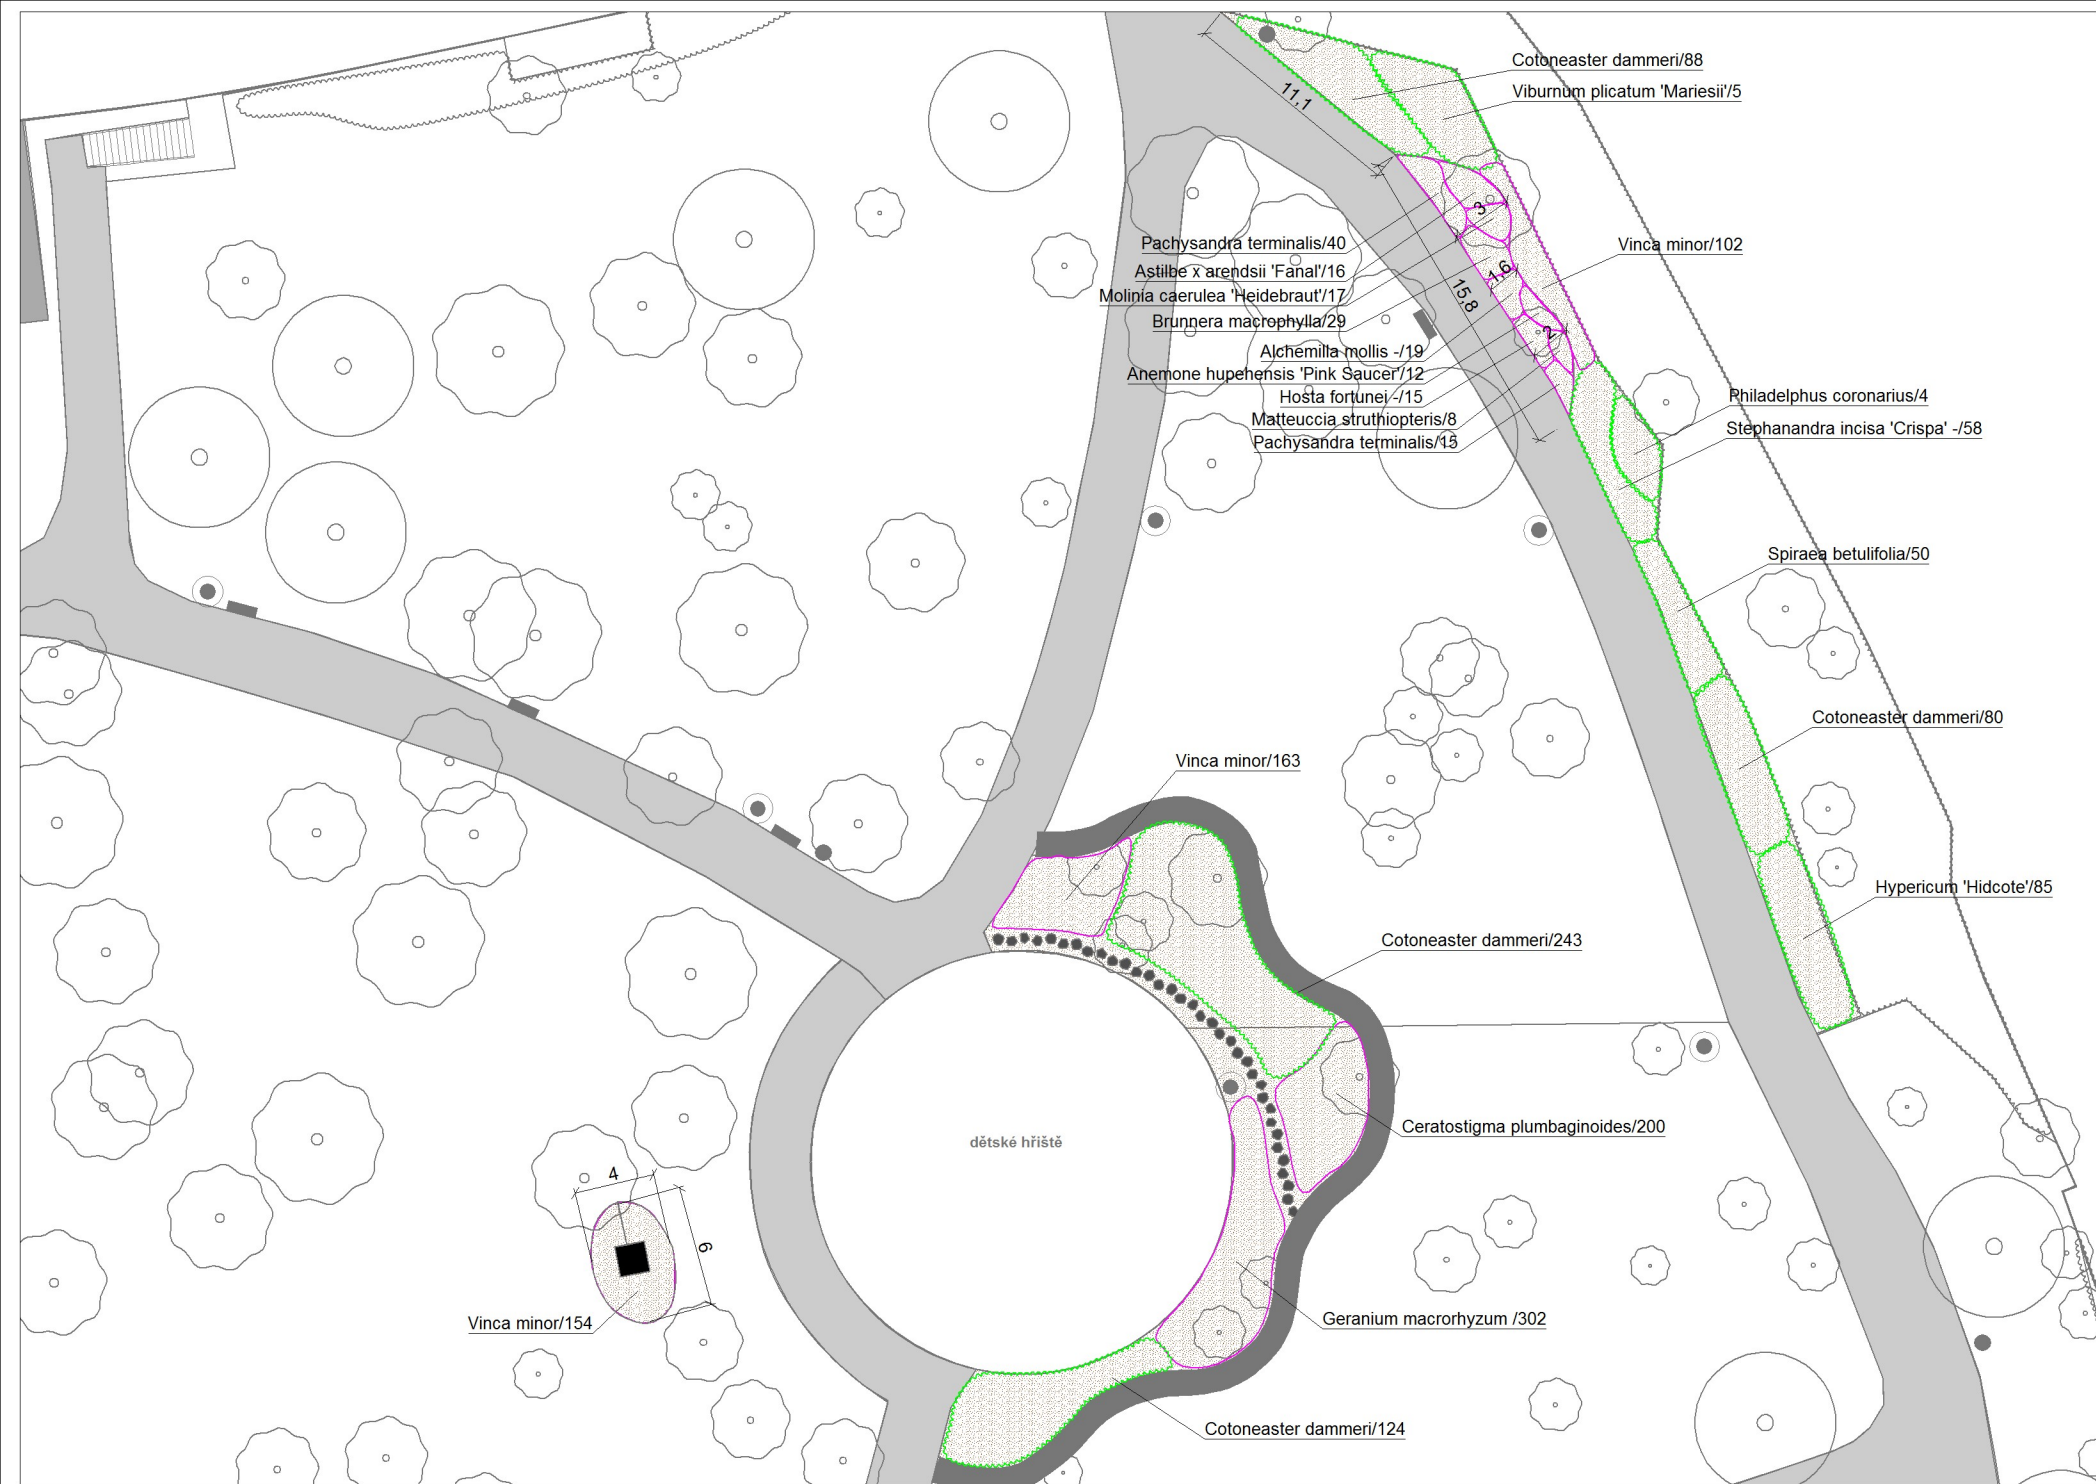 Cotoneaster dammeri/88
Viburnum plicatum 'Mariesii'/5
11,1
3
Pachysandra terminalis/40
Vinca minor/102
Astilbe x arendsii 'Fanal'/16
1,6
Molinia caerulea 'Heidebraut'/17
15,8
Brunnera macrophylla/29
2
Alchemilla mollis -/19
Anemone hupehensis 'Pink Saucer'/12
Hosta fortunei -/15
Philadelphus coronarius/4
Matteuccia struthiopteris/8
Stephanandra incisa 'Crispa' -/58
Pachysandra terminalis/15
Spiraea betulifolia/50
Cotoneaster dammeri/80
Vinca minor/163
Hypericum 'Hidcote'/85
Cotoneaster dammeri/243
Ceratostigma plumbaginoides/200
dětské hřiště
4
6
Vinca minor/154
Geranium macrorhyzum /302
Cotoneaster dammeri/124